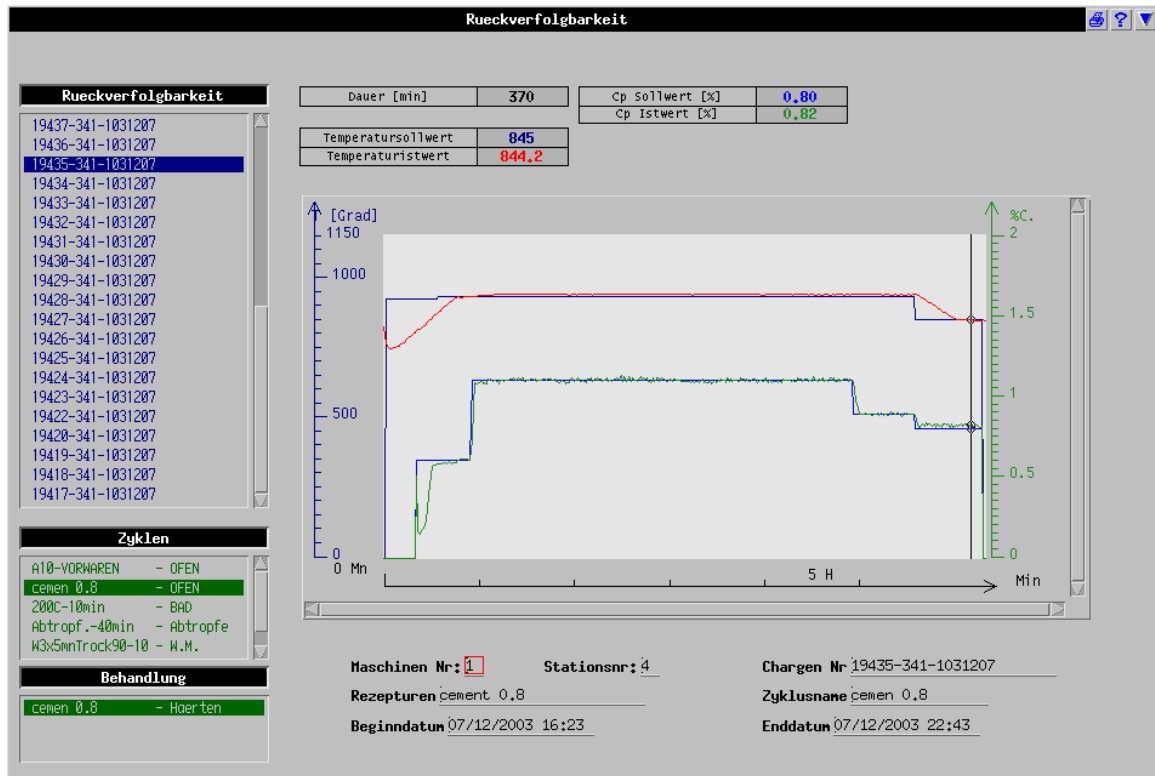 Rueckverfolgbarkeit
?
Rueckverfolgbarkeit
19437-341-1031207
19436-341-1031207
19435-341-1031207
19434-341-1031207
19433-341-1031207
19432-341-1031207
19431-341-1031207
19430-341-1031207
19429-341-1031207
19428-341-1031207
19427-341-1031207
19426-341-1031207
19425-341-1031207
19424-341-1031207
19423-341-1031207
19422-341-1031207
19420-341-1031207
19419-341-1031207
19418-341-1031207
19417-341-1031207
Zyklen
A10-VORWAREN - OFEN
cemen 0.8 - OFEN
200C-10min - BAD
Abtropf.-40min - Abtropfe
W3x5mnTrock90-10 - W.M.
Behandlung
cemen 0.8 - Haerten
Dauer [min] 370
Cp Sollwert [%] 0.80
Cp Istwert [%] 0.82
Temperatursollwert 845
Temperaturistwert 844.2
[Grad] %C.
1150 2
1000
1.5
1
500
0.5
0 0
0 Mn 5 H Min
Maschinen Nr: 1 Stationsnr: 4 Chargen Nr 19435-341-1031207
Rezepturen cement 0.8 Zyklusname cemen 0.8
Beginndatum 07/12/2003 16:23 Enddatum 07/12/2003 22:43